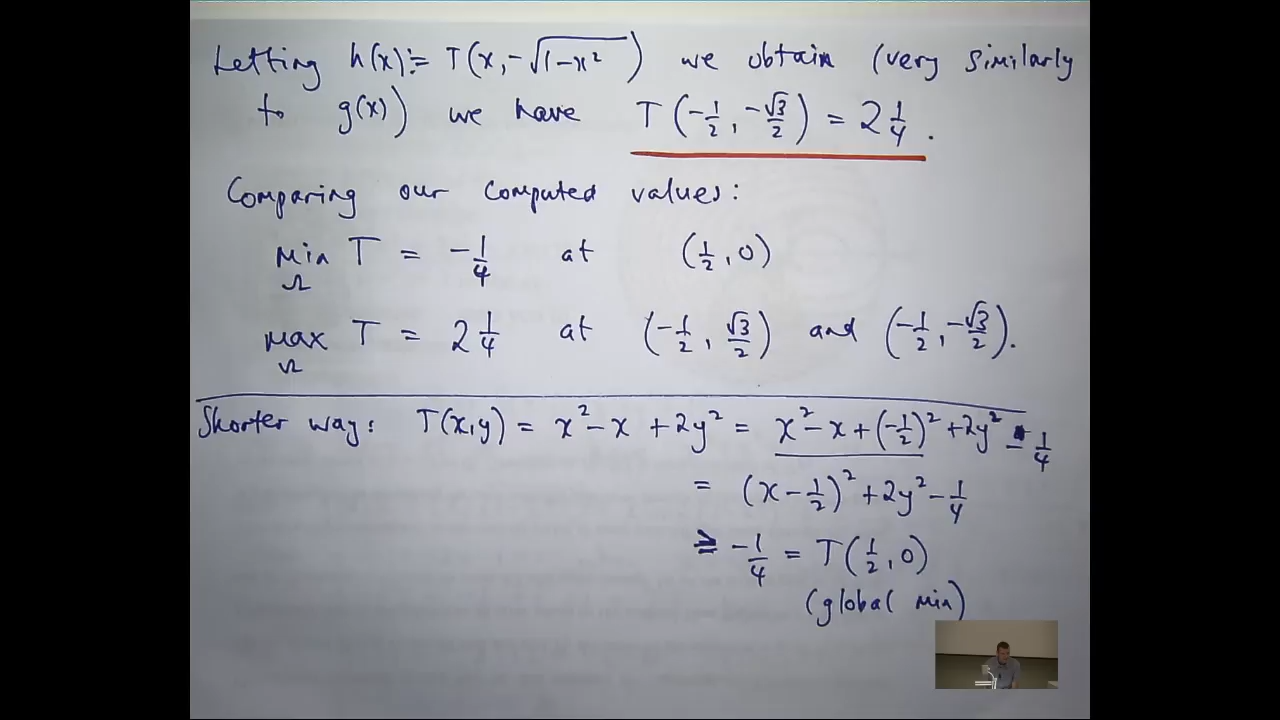 Letting h(x):= T(x, -√(1-x²)) we obtain (very similarly
to g(x)) we have T(-1/2, -√3/2) = 2 1/4.
Comparing our computed values:
min T = -1/4 at (1/2, 0)
Ω
max T = 2 1/4 at (-1/2, √3/2) and (-1/2, -√3/2).
Ω
Shorter way: T(x,y) = x² - x + 2y² = x² - x + (-1/2)² + 2y² - 1/4
= (x - 1/2)² + 2y² - 1/4
≥ -1/4 = T(1/2, 0)
(global min)